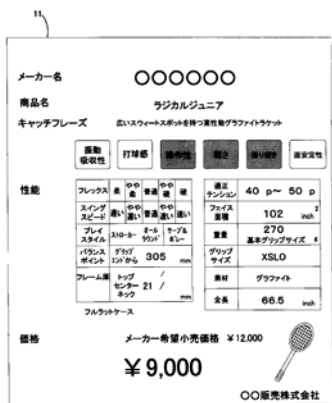 11
メーカー名 ○○○○○○
商品名 ラジカルジュニア
キャッチフレーズ 広いスウィートスポットを持つ高性能グラファイトラケット
振動吸収性 打球感 操作性 軽さ 振り抜き 面安定性
性能
フレックス 柔 やや柔 普通 やや硬 硬
スイングスピード 遅い やや遅い 普通 やや速い 速い
プレイスタイル ストローカー オールラウンド サーブ&ボレー
バランスポイント グリップエンドから 305 mm
フレーム厚 トップ / センター 21 / ネック mm
フルラットケース
適正テンション 40 p~ 50 p
フェイス面積 102 inch2
重量 270 基本グリップサイズ g
グリップサイズ XSL0
素材 グラファイト
全長 66.5 inch
価格 メーカー希望小売価格 ¥12,000
¥9,000
○○販売株式会社